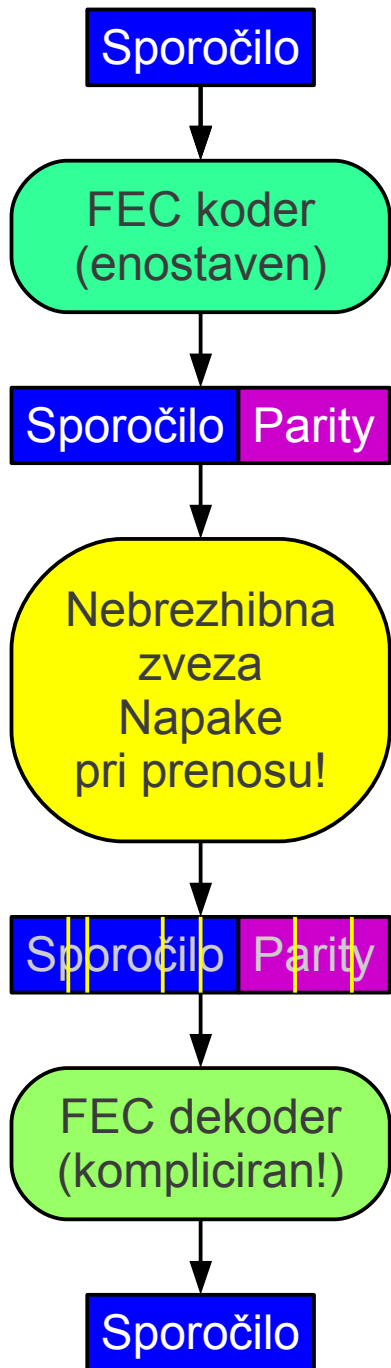 Sporočilo
FEC koder
(enostaven)
Sporočilo Parity
Nebrezhibna
zveza
Napake
pri prenosu!
Sporočilo Parity
FEC dekoder
(kompliciran!)
Sporočilo